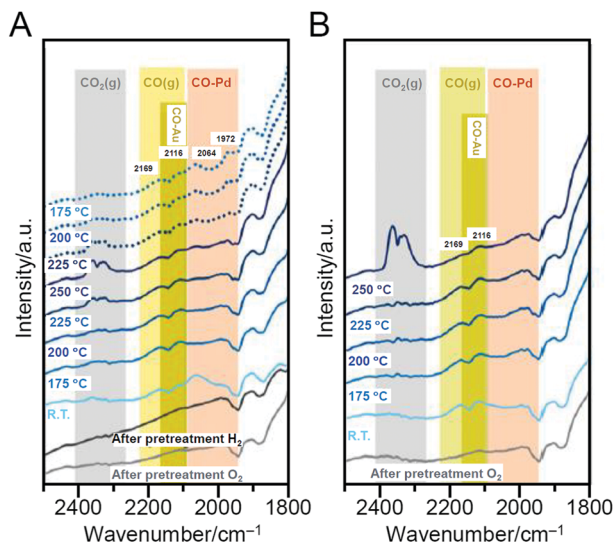 A
CO₂(g)
CO(g)
CO-Pd
CO-Au
1972
2116
2064
2169
175 °C
200 °C
225 °C
250 °C
225 °C
200 °C
175 °C
R.T.
After pretreatment H₂
After pretreatment O₂
Intensity/a.u.
2400 2200 2000 1800
Wavenumber/cm⁻¹
B
CO₂(g)
CO(g)
CO-Pd
CO-Au
2169
2116
250 °C
225 °C
200 °C
175 °C
R.T.
After pretreatment O₂
Intensity/a.u.
2400 2200 2000 1800
Wavenumber/cm⁻¹